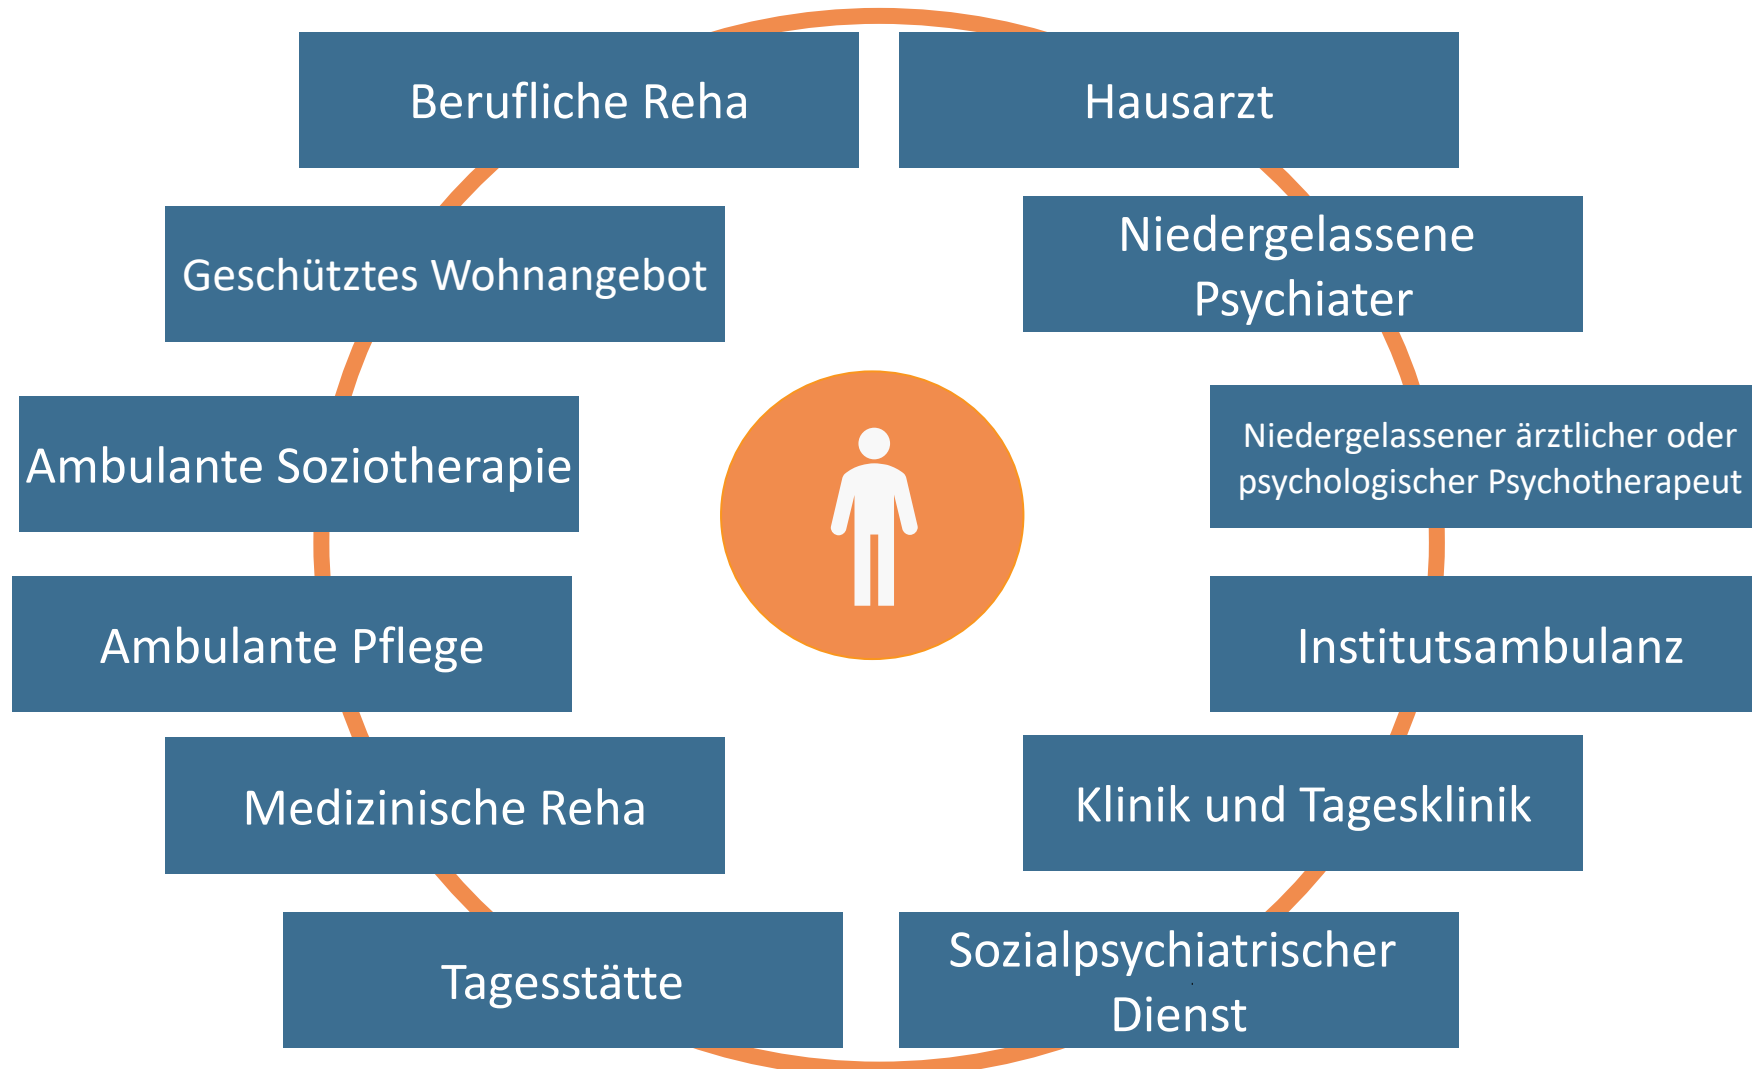 Berufliche Reha
Hausarzt
Geschütztes Wohnangebot
Niedergelassene
Psychiater
Ambulante Soziotherapie
Niedergelassener ärztlicher oder
psychologischer Psychotherapeut
Ambulante Pflege
Institutsambulanz
Medizinische Reha
Klinik und Tagesklinik
Tagesstätte
Sozialpsychiatrischer
Dienst